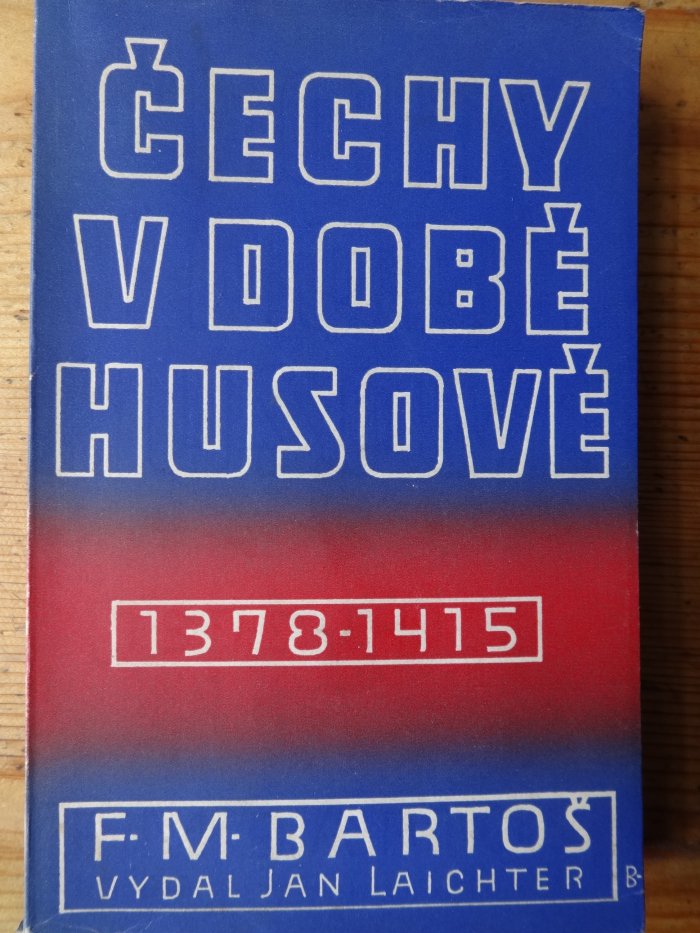 ČECHY
V DOBĚ
HUSOVĚ
1378-1415
F. M. BARTOŠ
VYDAL JAN LAICHTER
B-